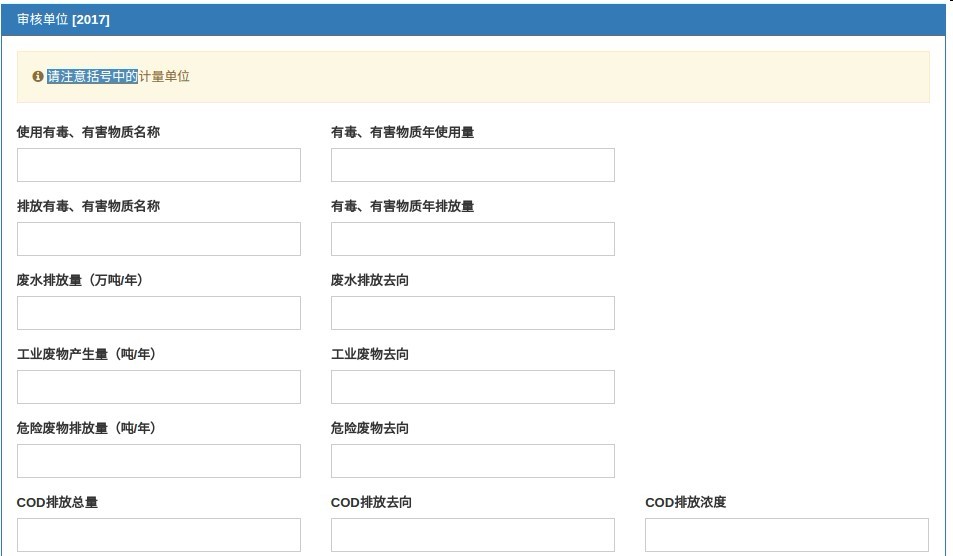 审核单位 [2017]
请注意括号中的计量单位
使用有毒、有害物质名称
有毒、有害物质年使用量
排放有毒、有害物质名称
有毒、有害物质年排放量
废水排放量（万吨/年）
废水排放去向
工业废物产生量（吨/年）
工业废物去向
危险废物排放量（吨/年）
危险废物去向
COD排放总量
COD排放去向
COD排放浓度